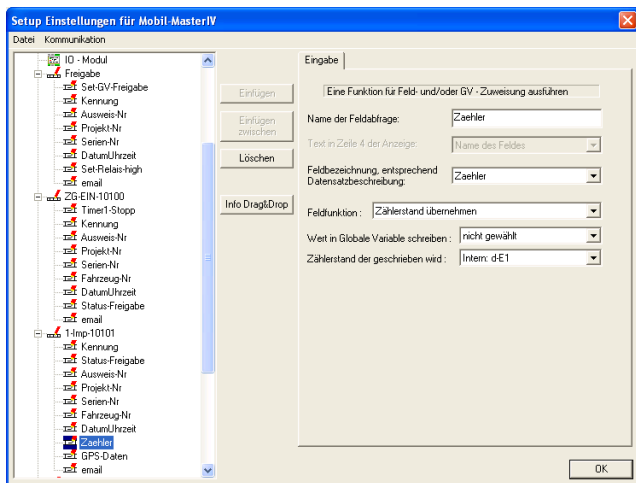 Setup Einstellungen für Mobil-MasterIV
Datei Kommunikation
IO - Modul
Freigabe
Set-GV-Freigabe
Kennung
Ausweis-Nr
Projekt-Nr
Serien-Nr
DatumUhrzeit
Set-Relais-high
email
ZG-EIN-10100
Timer1-Stopp
Kennung
Ausweis-Nr
Projekt-Nr
Serien-Nr
Fahrzeug-Nr
DatumUhrzeit
Status-Freigabe
email
1-Imp-10101
Kennung
Status-Freigabe
Ausweis-Nr
Projekt-Nr
Serien-Nr
Fahrzeug-Nr
DatumUhrzeit
Zaehler
GPS-Daten
email
Einfügen
Einfügen
zwischen
Löschen
Info Drag&Drop
Eingabe
Eine Funktion für Feld- und/oder GV - Zuweisung ausführen
Name der Feldabfrage: Zaehler
Text in Zeile 4 der Anzeige: Name des Feldes
Feldbezeichnung, entsprechend
Datensatzbeschreibung: Zaehler
Feldfunktion : Zählerstand übernehmen
Wert in Globale Variable schreiben : nicht gewählt
Zählerstand der geschrieben wird : Intern: d-E1
OK